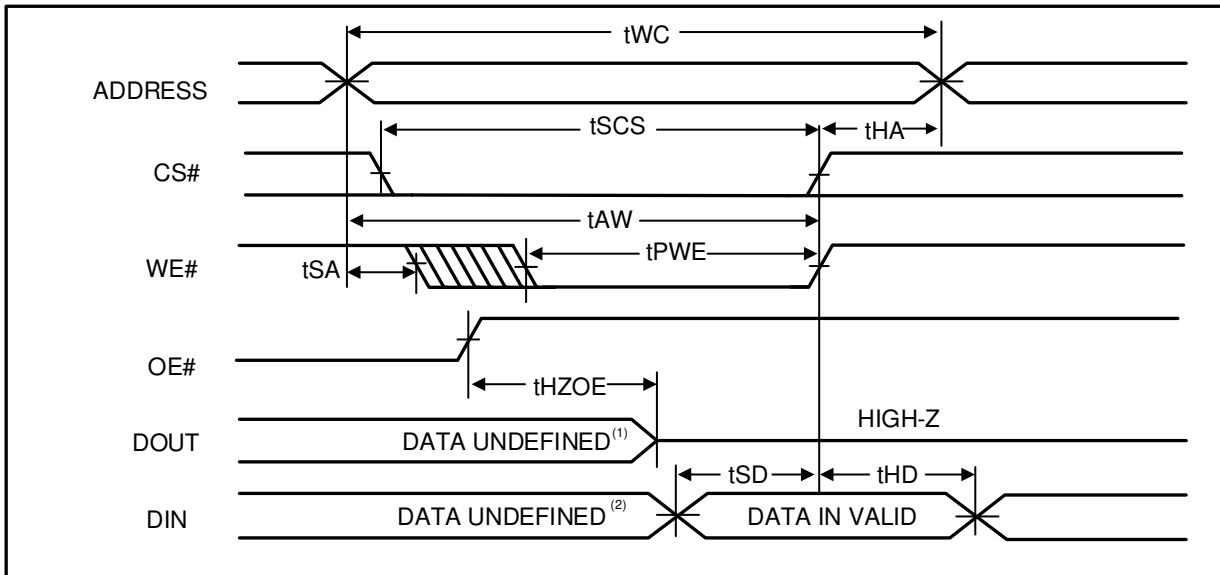 tWC
ADDRESS
tSCS
tHA
CS#
tAW
WE#
tSA
tPWE
OE#
tHZOE
DOUT
DATA UNDEFINED(1)
HIGH-Z
tSD
tHD
DIN
DATA UNDEFINED(2)
DATA IN VALID